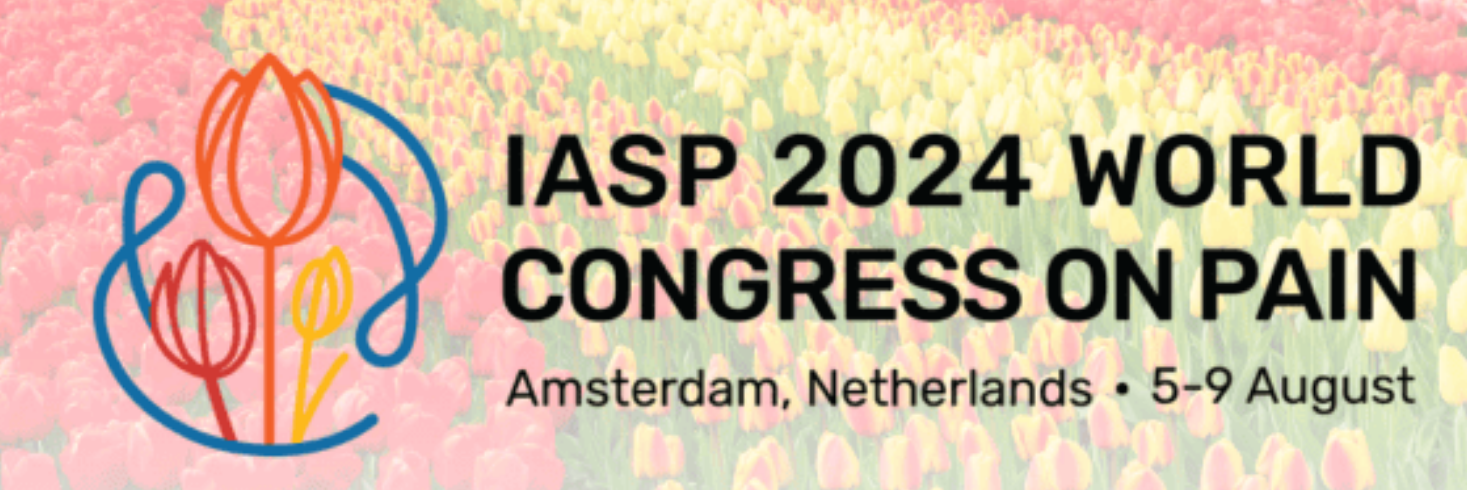 IASP 2024 WORLD
CONGRESS ON PAIN
Amsterdam, Netherlands • 5-9 August